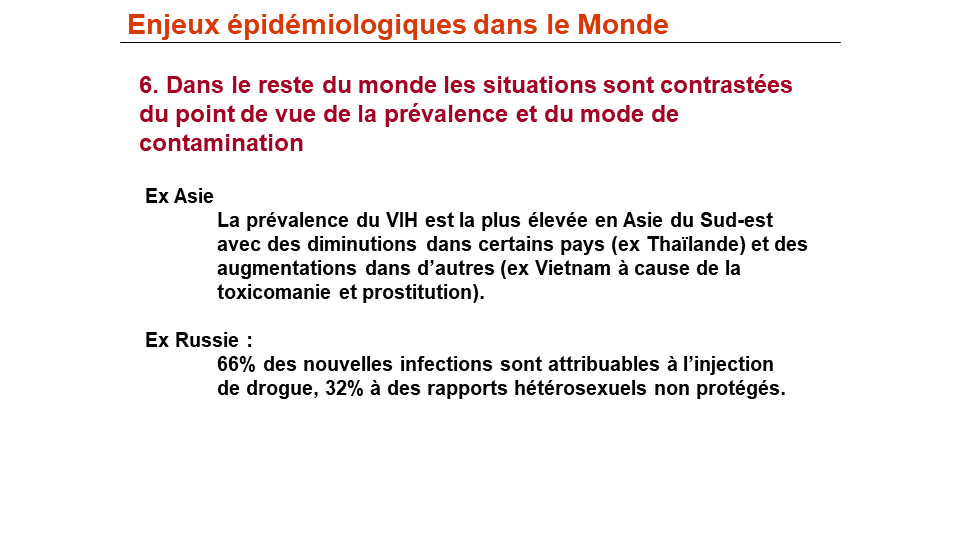 Enjeux épidémiologiques dans le Monde
6. Dans le reste du monde les situations sont contrastées
du point de vue de la prévalence et du mode de
contamination
Ex Asie
La prévalence du VIH est la plus élevée en Asie du Sud-est
avec des diminutions dans certains pays (ex Thaïlande) et des
augmentations dans d’autres (ex Vietnam à cause de la
toxicomanie et prostitution).
Ex Russie :
66% des nouvelles infections sont attribuables à l’injection
de drogue, 32% à des rapports hétérosexuels non protégés.